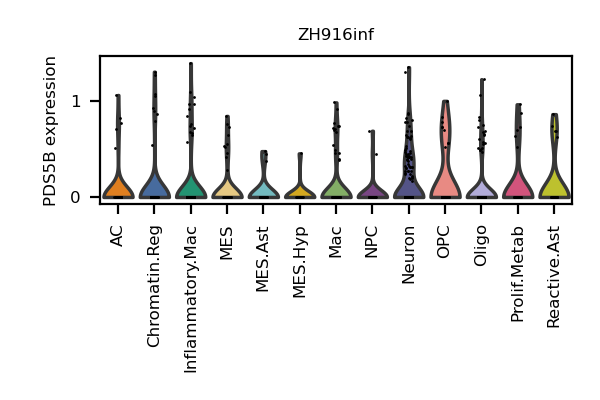 ZH916inf
PDS5B expression
1
0
AC
Chromatin.Reg
Inflammatory.Mac
MES
MES.Ast
MES.Hyp
Mac
NPC
Neuron
OPC
Oligo
Prolif.Metab
Reactive.Ast